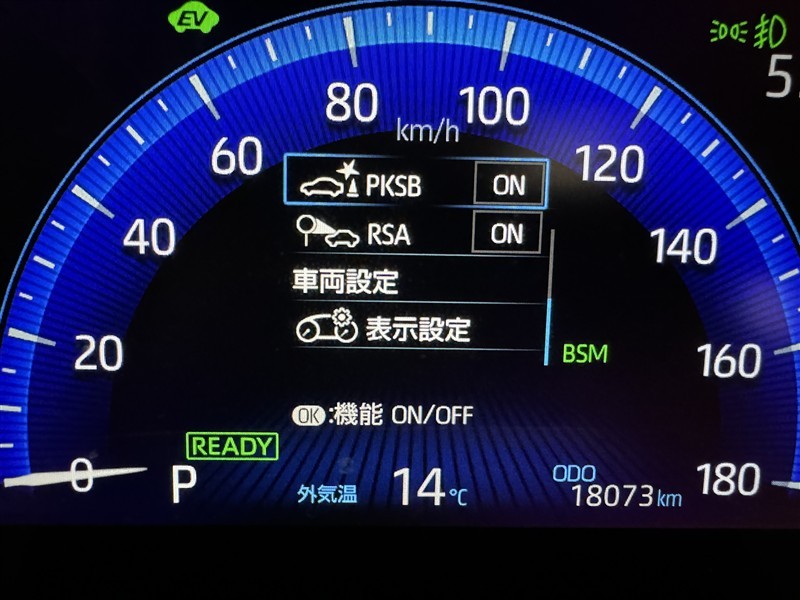 EV
80
100
km/h
60
120
PKSB ON
40
RSA ON
140
車両設定
20
表示設定
BSM
160
OK:機能 ON/OFF
READY
0
P
外気温 14℃
ODO
18073km
180